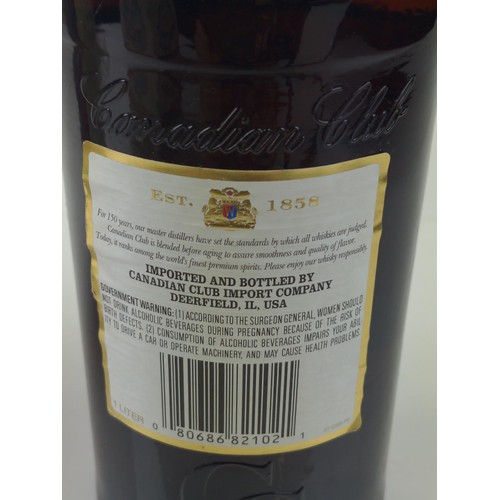 Canadian Club
EST. 1858
For 150 years, our master distillers have set the standards by which all whiskies are judged.
Canadian Club is blended before aging to assure smoothness and quality of flavor.
Today, it ranks among the world's finest premium spirits. Please enjoy our whisky responsibly.
IMPORTED AND BOTTLED BY
CANADIAN CLUB IMPORT COMPANY
DEERFIELD, IL, USA
GOVERNMENT WARNING: (1) ACCORDING TO THE SURGEON GENERAL, WOMEN SHOULD
NOT DRINK ALCOHOLIC BEVERAGES DURING PREGNANCY BECAUSE OF THE RISK OF
BIRTH DEFECTS. (2) CONSUMPTION OF ALCOHOLIC BEVERAGES IMPAIRS YOUR ABIL
ITY TO DRIVE A CAR OR OPERATE MACHINERY, AND MAY CAUSE HEALTH PROBLEMS.
1 LITER
0 80686 82102 1